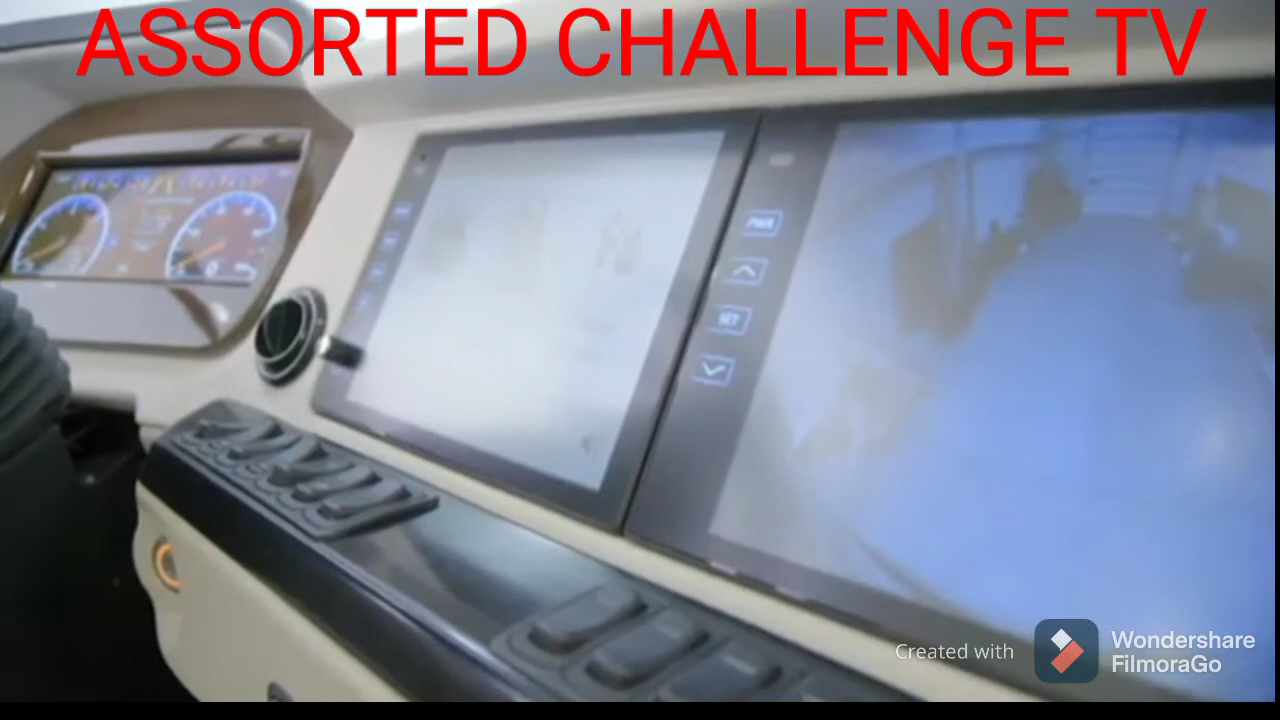 ASSORTED CHALLENGE TV
PWR
SET
Created with
Wondershare
FilmoraGo